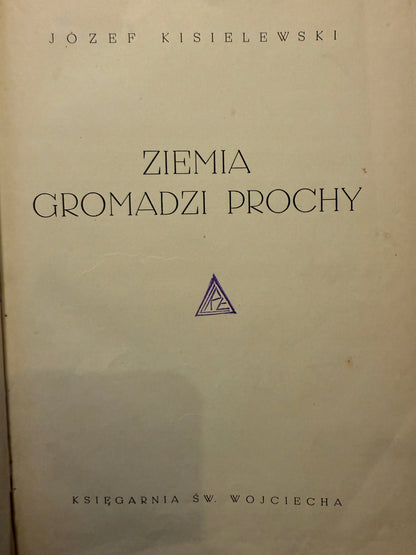 JÓZEF KISIELEWSKI
ZIEMIA
GROMADZI PROCHY
KSIĘGARNIA ŚW. WOJCIECHA